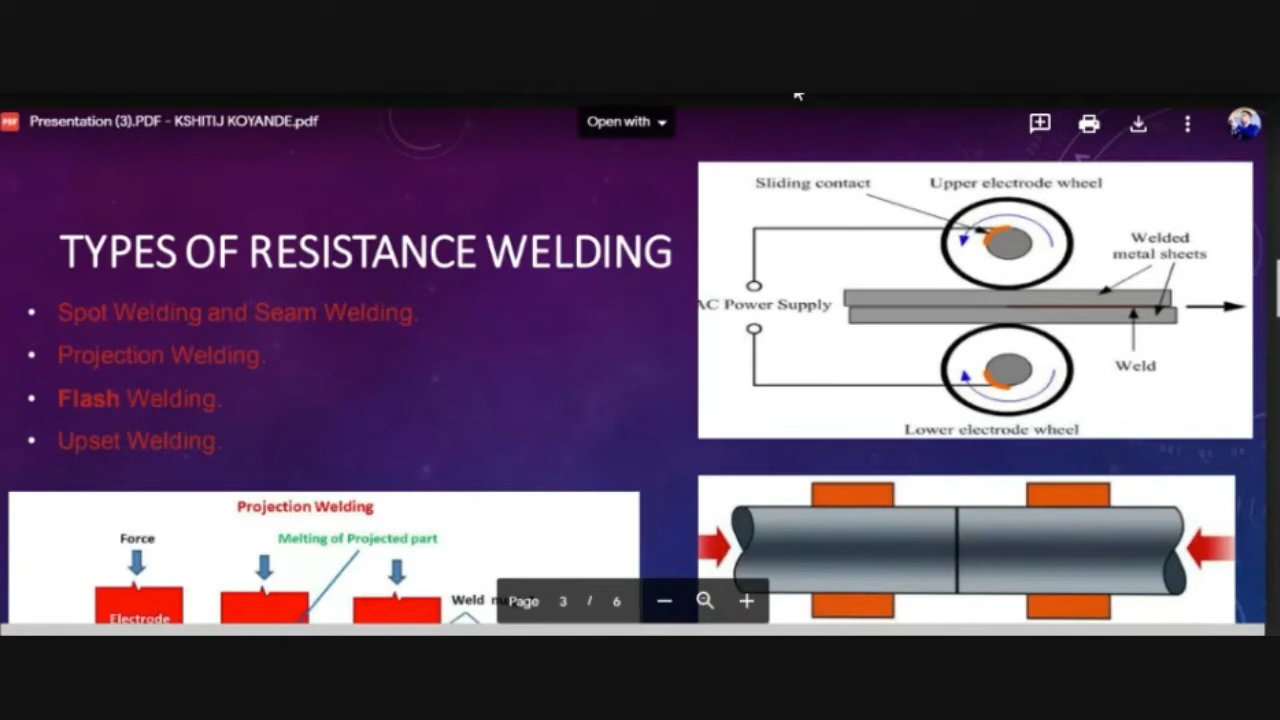 PDF
Presentation (3).PDF - KSHITIJ KOYANDE.pdf
Open with
TYPES OF RESISTANCE WELDING
• Spot Welding and Seam Welding.
• Projection Welding.
• Flash Welding.
• Upset Welding.
Sliding contact
Upper electrode wheel
Welded
metal sheets
AC Power Supply
Weld
Lower electrode wheel
Projection Welding
Force
Melting of Projected part
Weld
Electrode
Page 3 / 6